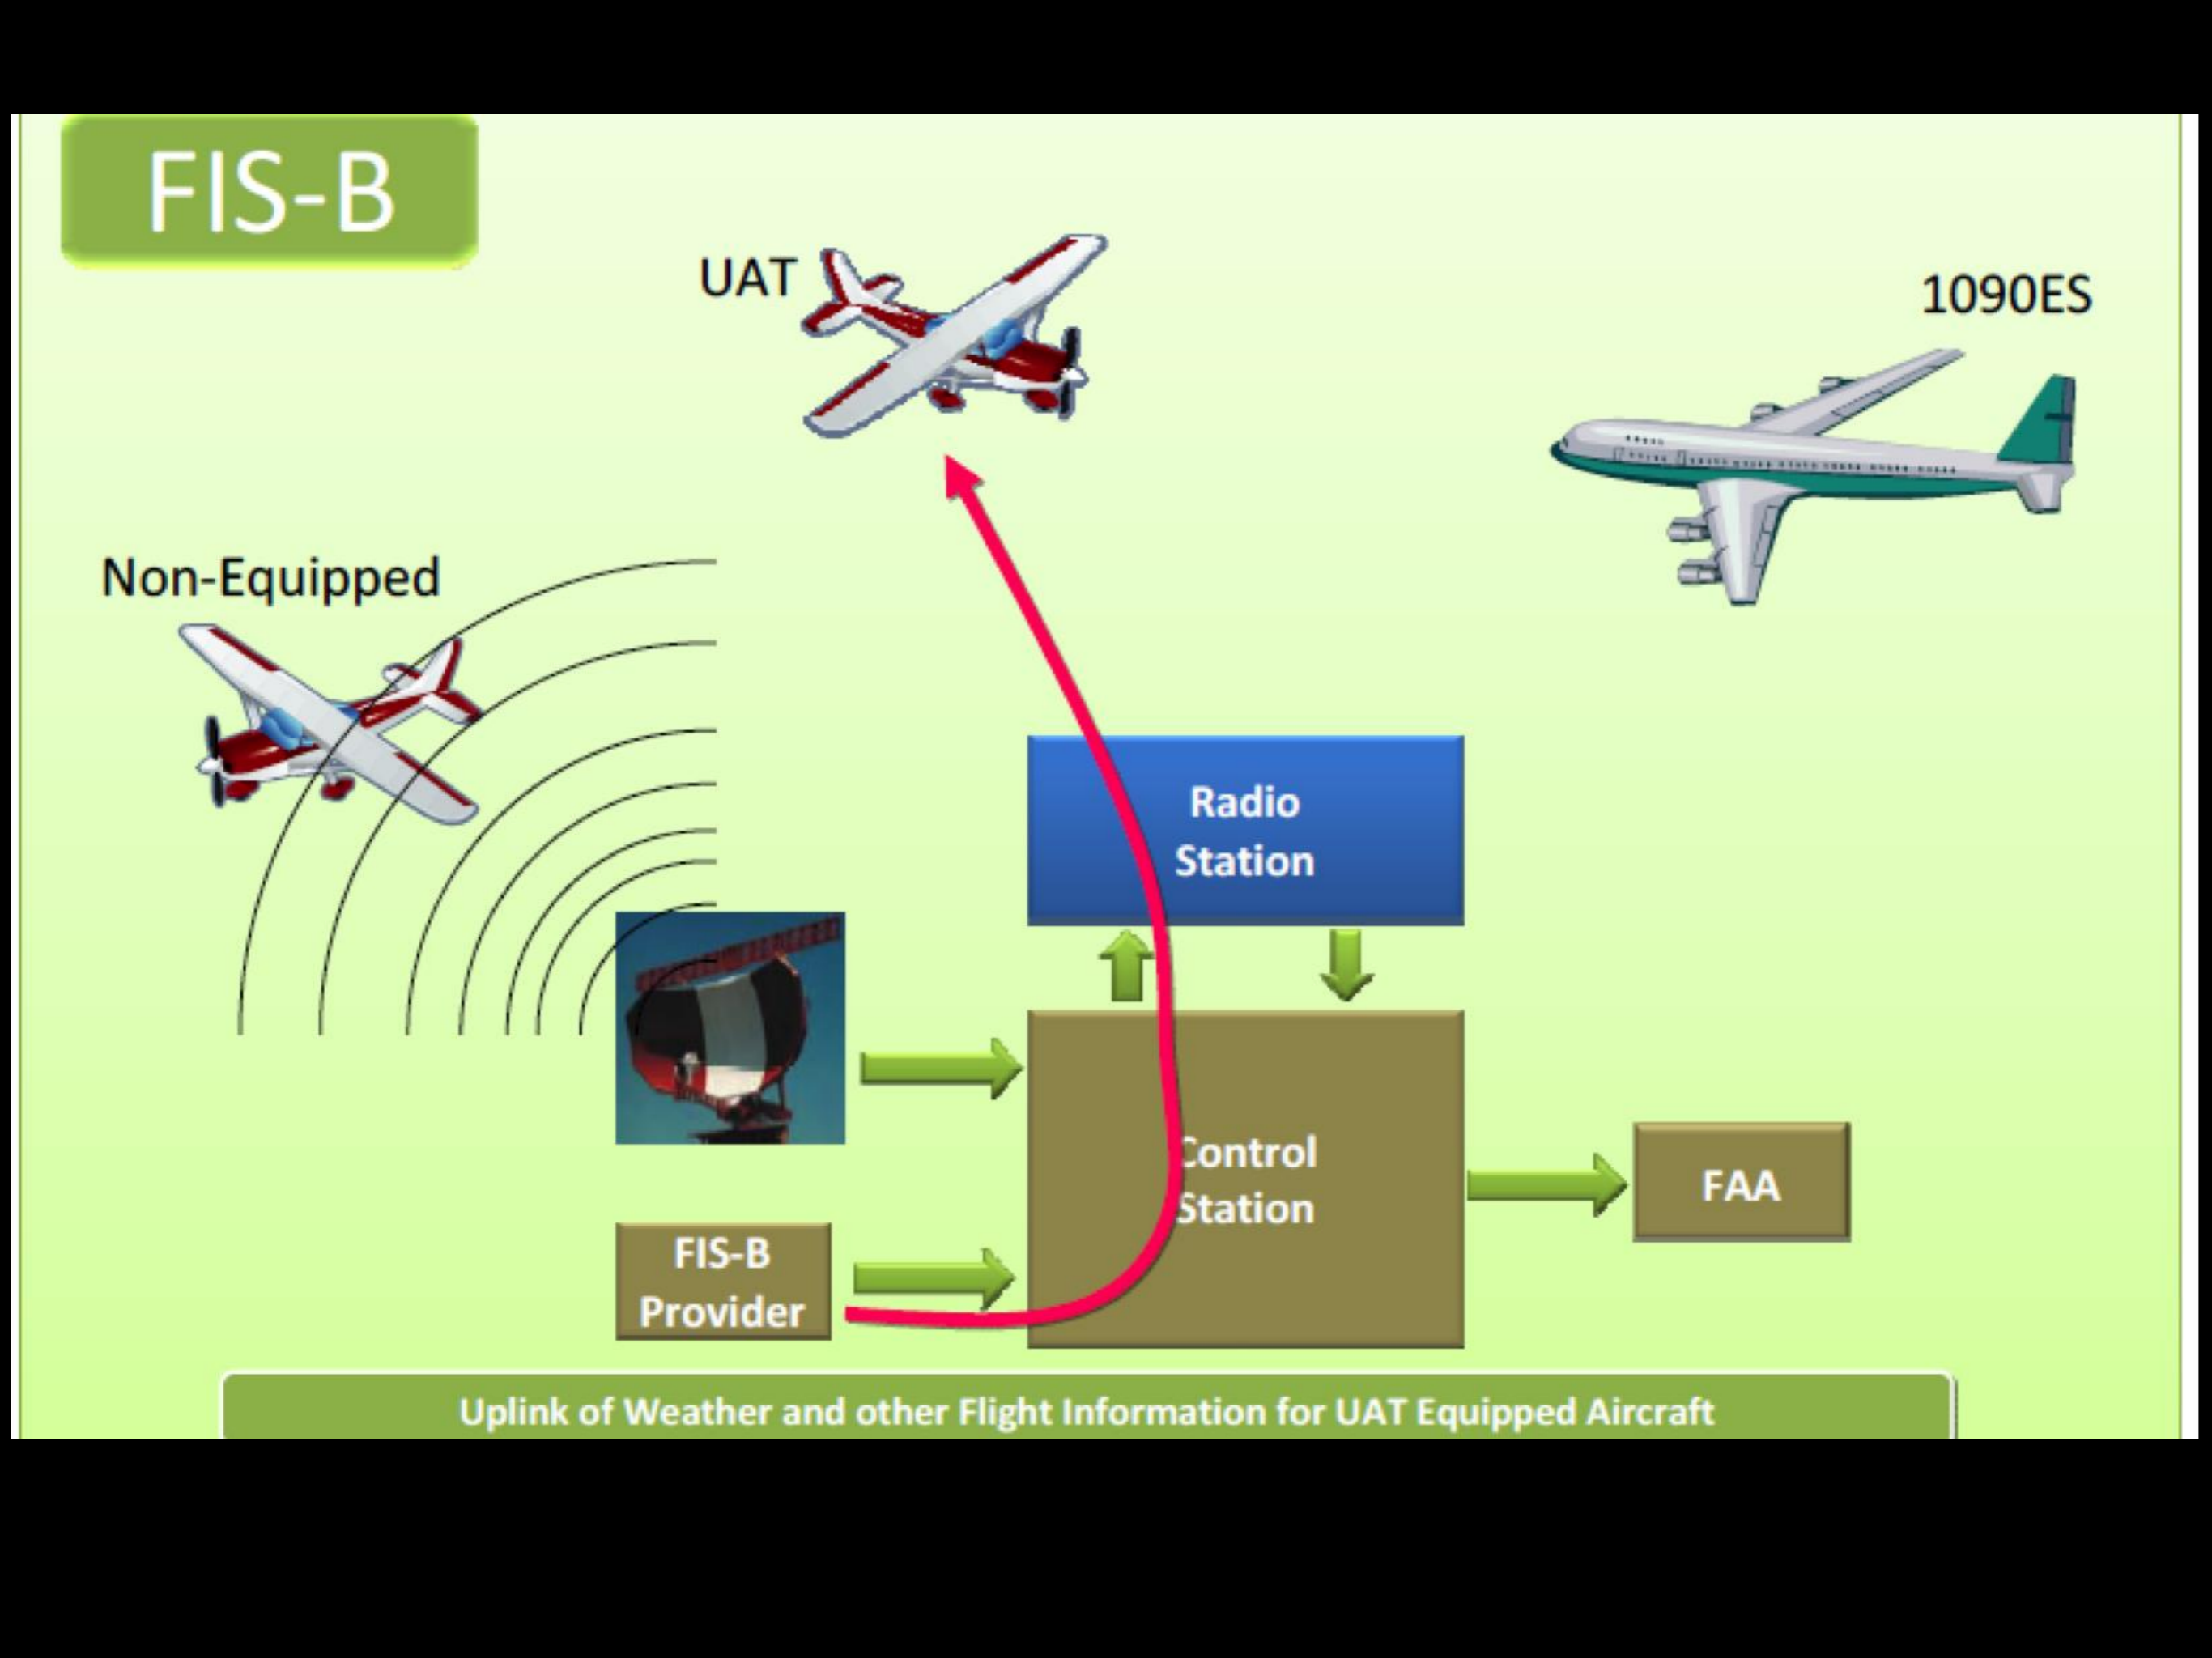 FIS-B
UAT
1090ES
Non-Equipped
Radio
Station
Control
Station
FAA
FIS-B
Provider
Uplink of Weather and other Flight Information for UAT Equipped Aircraft